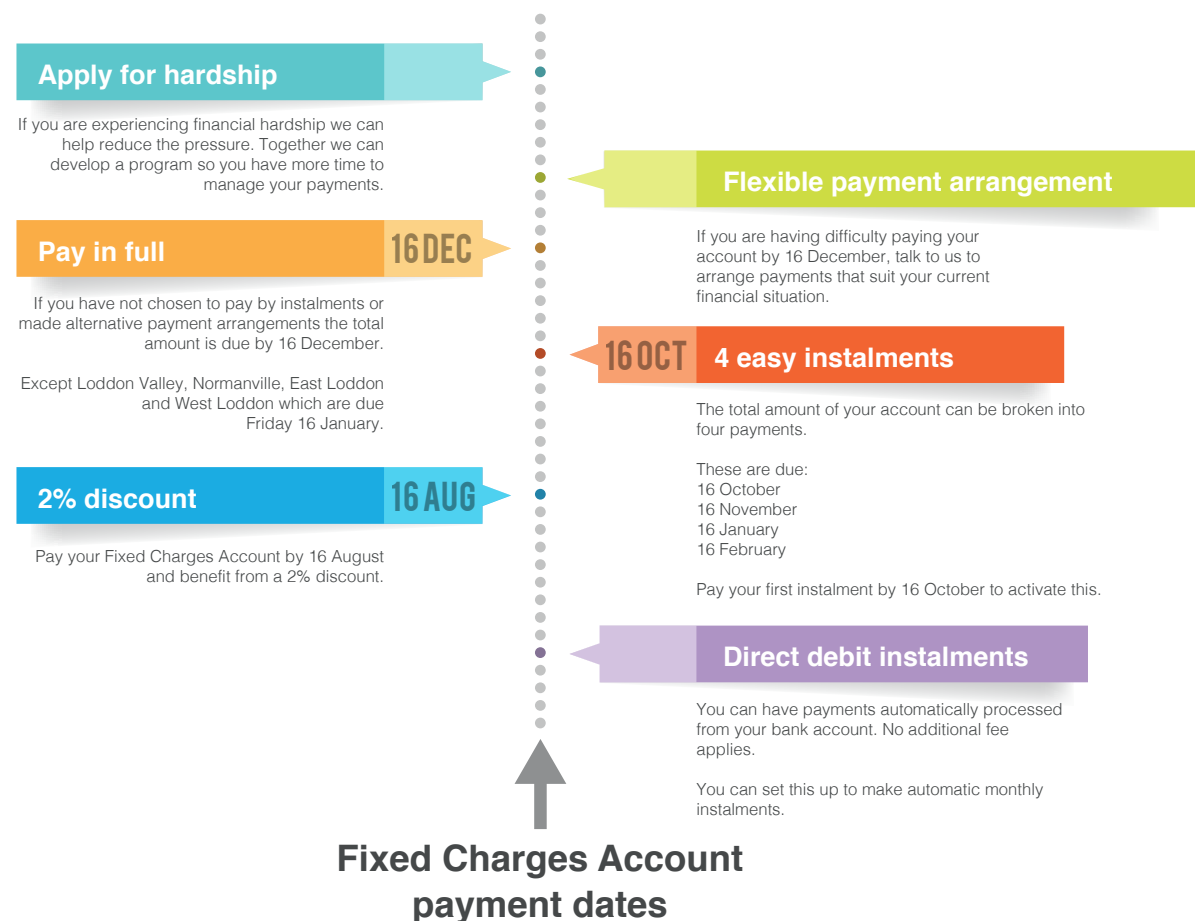 Apply for hardship
If you are experiencing financial hardship we can
help reduce the pressure. Together we can
develop a program so you have more time to
manage your payments.
Flexible payment arrangement
If you are having difficulty paying your
account by 16 December, talk to us to
arrange payments that suit your current
financial situation.
Pay in full
16 DEC
If you have not chosen to pay by instalments or
made alternative payment arrangements the total
amount is due by 16 December.
Except Loddon Valley, Normanville, East Loddon
and West Loddon which are due
Friday 16 January.
16 OCT
4 easy instalments
The total amount of your account can be broken into
four payments.
These are due:
16 October
16 November
16 January
16 February
Pay your first instalment by 16 October to activate this.
2% discount
16 AUG
Pay your Fixed Charges Account by 16 August
and benefit from a 2% discount.
Direct debit instalments
You can have payments automatically processed
from your bank account. No additional fee
applies.
You can set this up to make automatic monthly
instalments.
Fixed Charges Account
payment dates